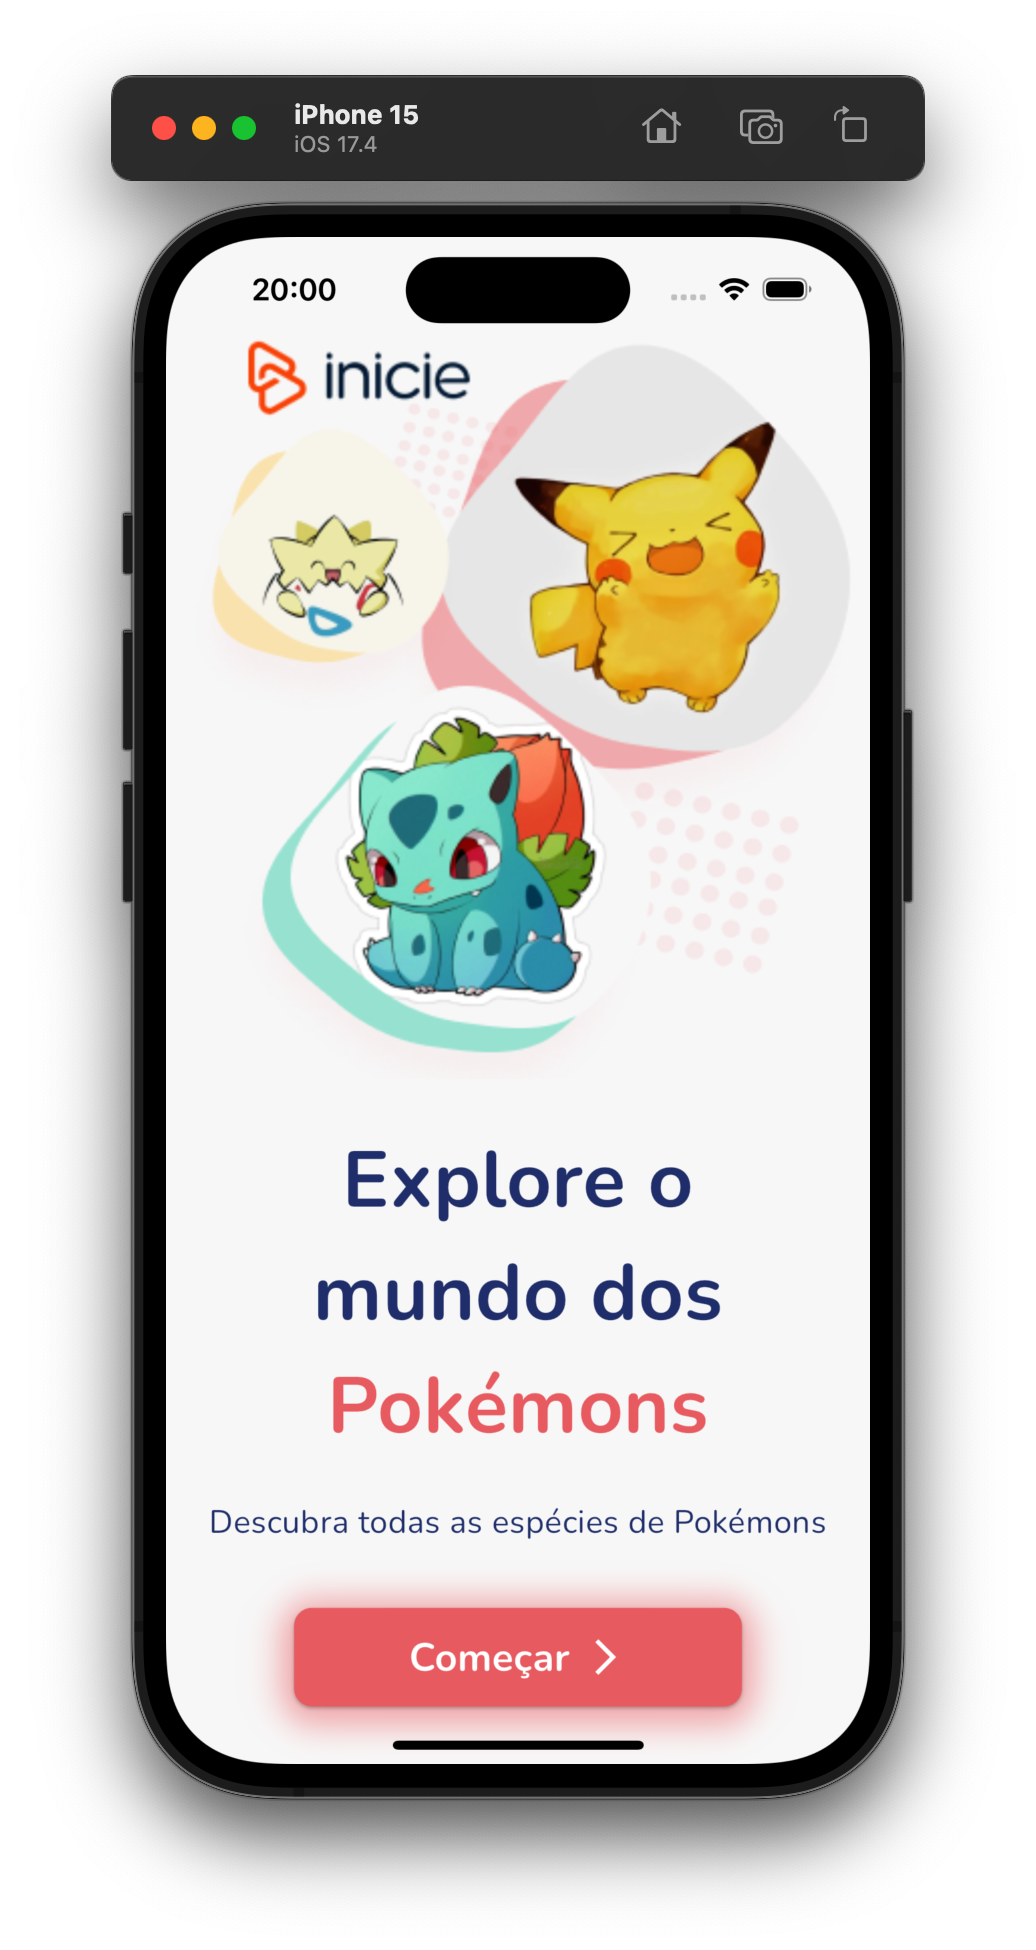 iPhone 15
iOS 17.4
20:00
inicie
Explore o
mundo dos
Pokémons
Descubra todas as espécies de Pokémons
Começar